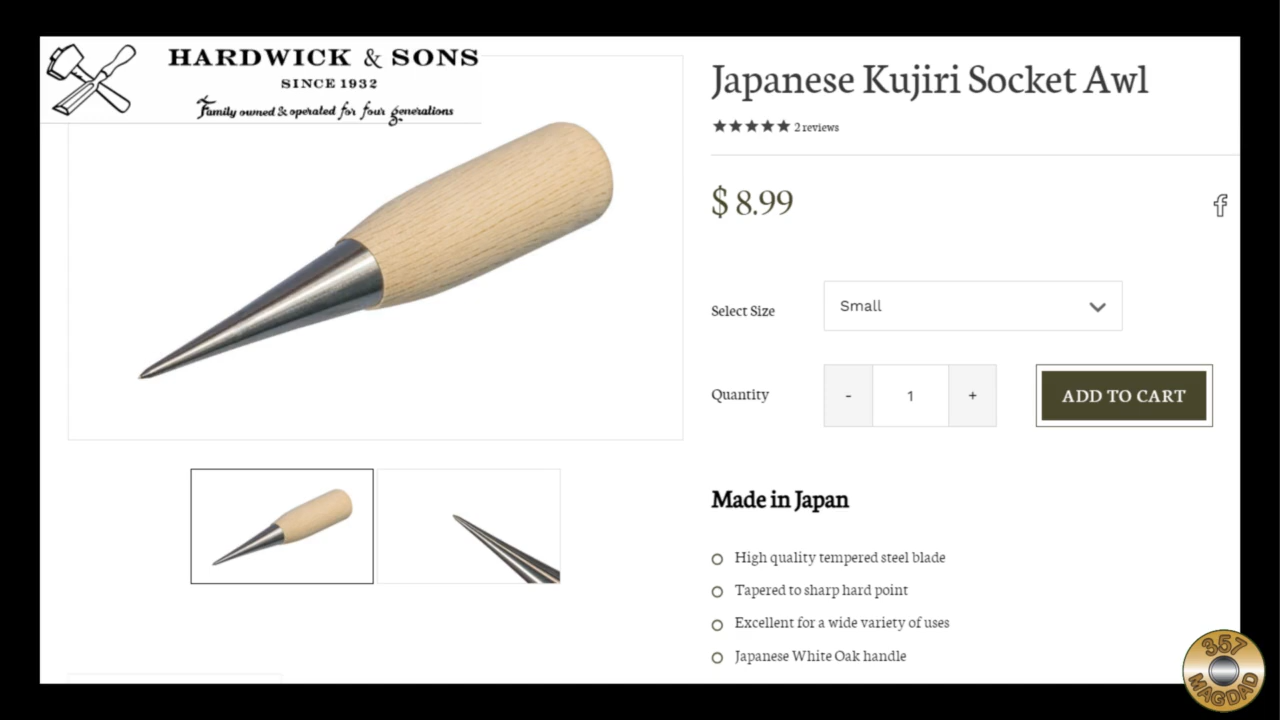 HARDWICK & SONS
SINCE 1932
Family owned & operated for four generations
Japanese Kujiri Socket Awl
★★★★★ 2 reviews
$ 8.99
Select Size
Small
Quantity
- 1 +
ADD TO CART
Made in Japan
High quality tempered steel blade
Tapered to sharp hard point
Excellent for a wide variety of uses
Japanese White Oak handle
357
MAGDAD